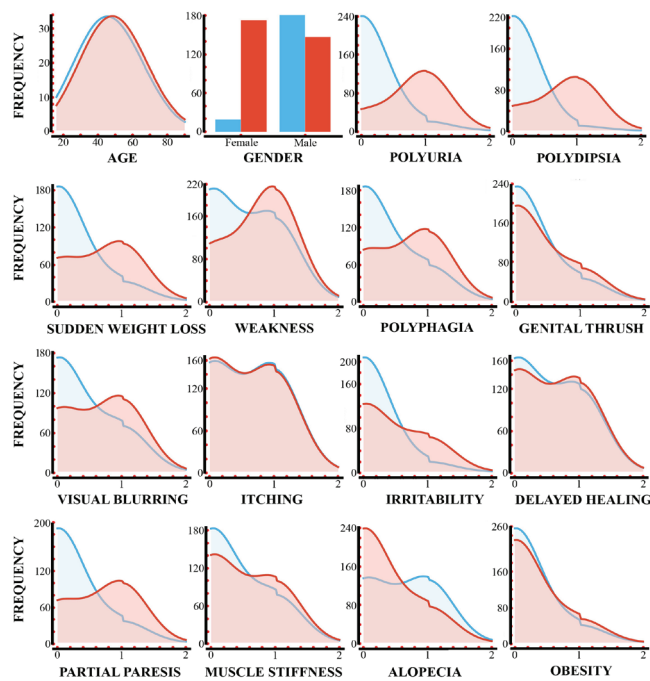 FREQUENCY
30
20
10
0
20 40 60 80
AGE
180
120
60
0
Female Male
GENDER
240
160
80
0
0 1 2
POLYURIA
210
140
70
0
0 1 2
POLYDIPSIA
FREQUENCY
180
120
60
0
0 1 2
SUDDEN WEIGHT LOSS
220
160
80
0
0 1 2
WEAKNESS
180
120
60
0
0 1 2
POLYPHAGIA
240
160
80
0
0 1 2
GENITAL THRUSH
FREQUENCY
180
120
60
0
0 1 2
VISUAL BLURRING
160
120
80
40
0
0 1 2
ITCHING
200
160
80
0
0 1 2
IRRITABILITY
160
120
80
40
0
0 1 2
DELAYED HEALING
FREQUENCY
200
120
60
0
0 1 2
PARTIAL PARESIS
180
120
60
0
0 1 2
MUSCLE STIFFNESS
240
160
80
0
0 1 2
ALOPECIA
260
180
80
0
0 1 2
OBESITY